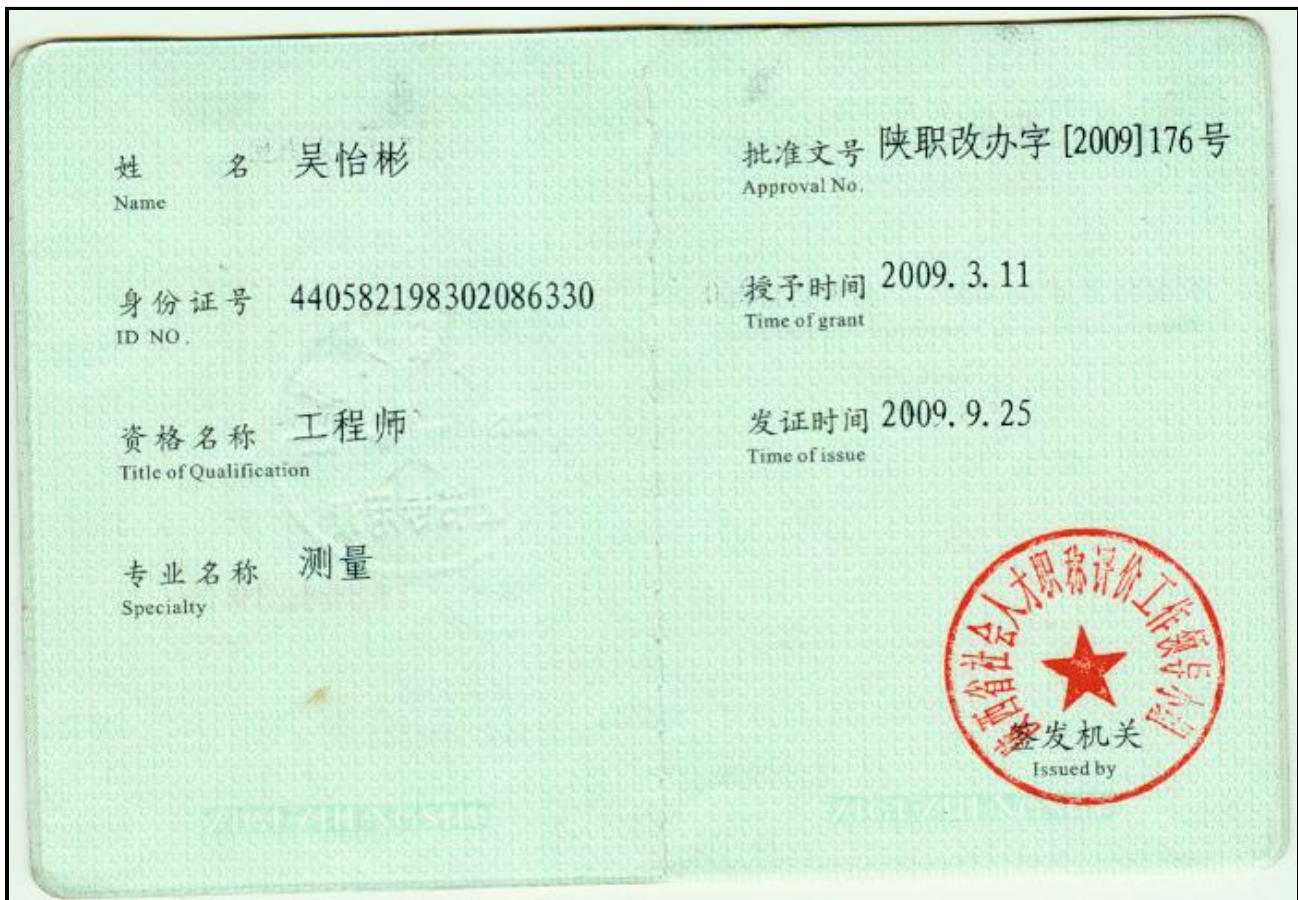 姓 名 吴怡彬
Name
身份证号 440582198302086330
ID NO.
资格名称 工程师
Title of Qualification
专业名称 测量
Specialty
批准文号 陕职改办字 [2009]176号
Approval No.
授予时间 2009. 3. 11
Time of grant
发证时间 2009. 9. 25
Time of issue
陕西省社会人才职称评价工作领导小组
签发机关
Issued by